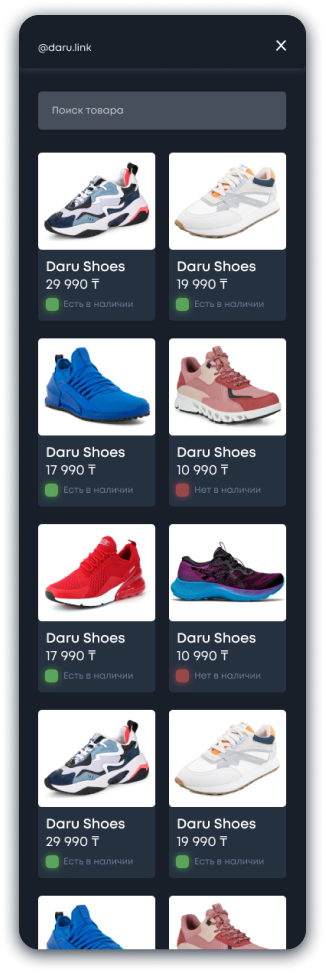 @daru.link
Поиск товара
Daru Shoes
29 990 ₸
Есть в наличии
Daru Shoes
19 990 ₸
Есть в наличии
Daru Shoes
17 990 ₸
Есть в наличии
Daru Shoes
10 990 ₸
Нет в наличии
Daru Shoes
17 990 ₸
Есть в наличии
Daru Shoes
10 990 ₸
Нет в наличии
Daru Shoes
29 990 ₸
Есть в наличии
Daru Shoes
19 990 ₸
Есть в наличии